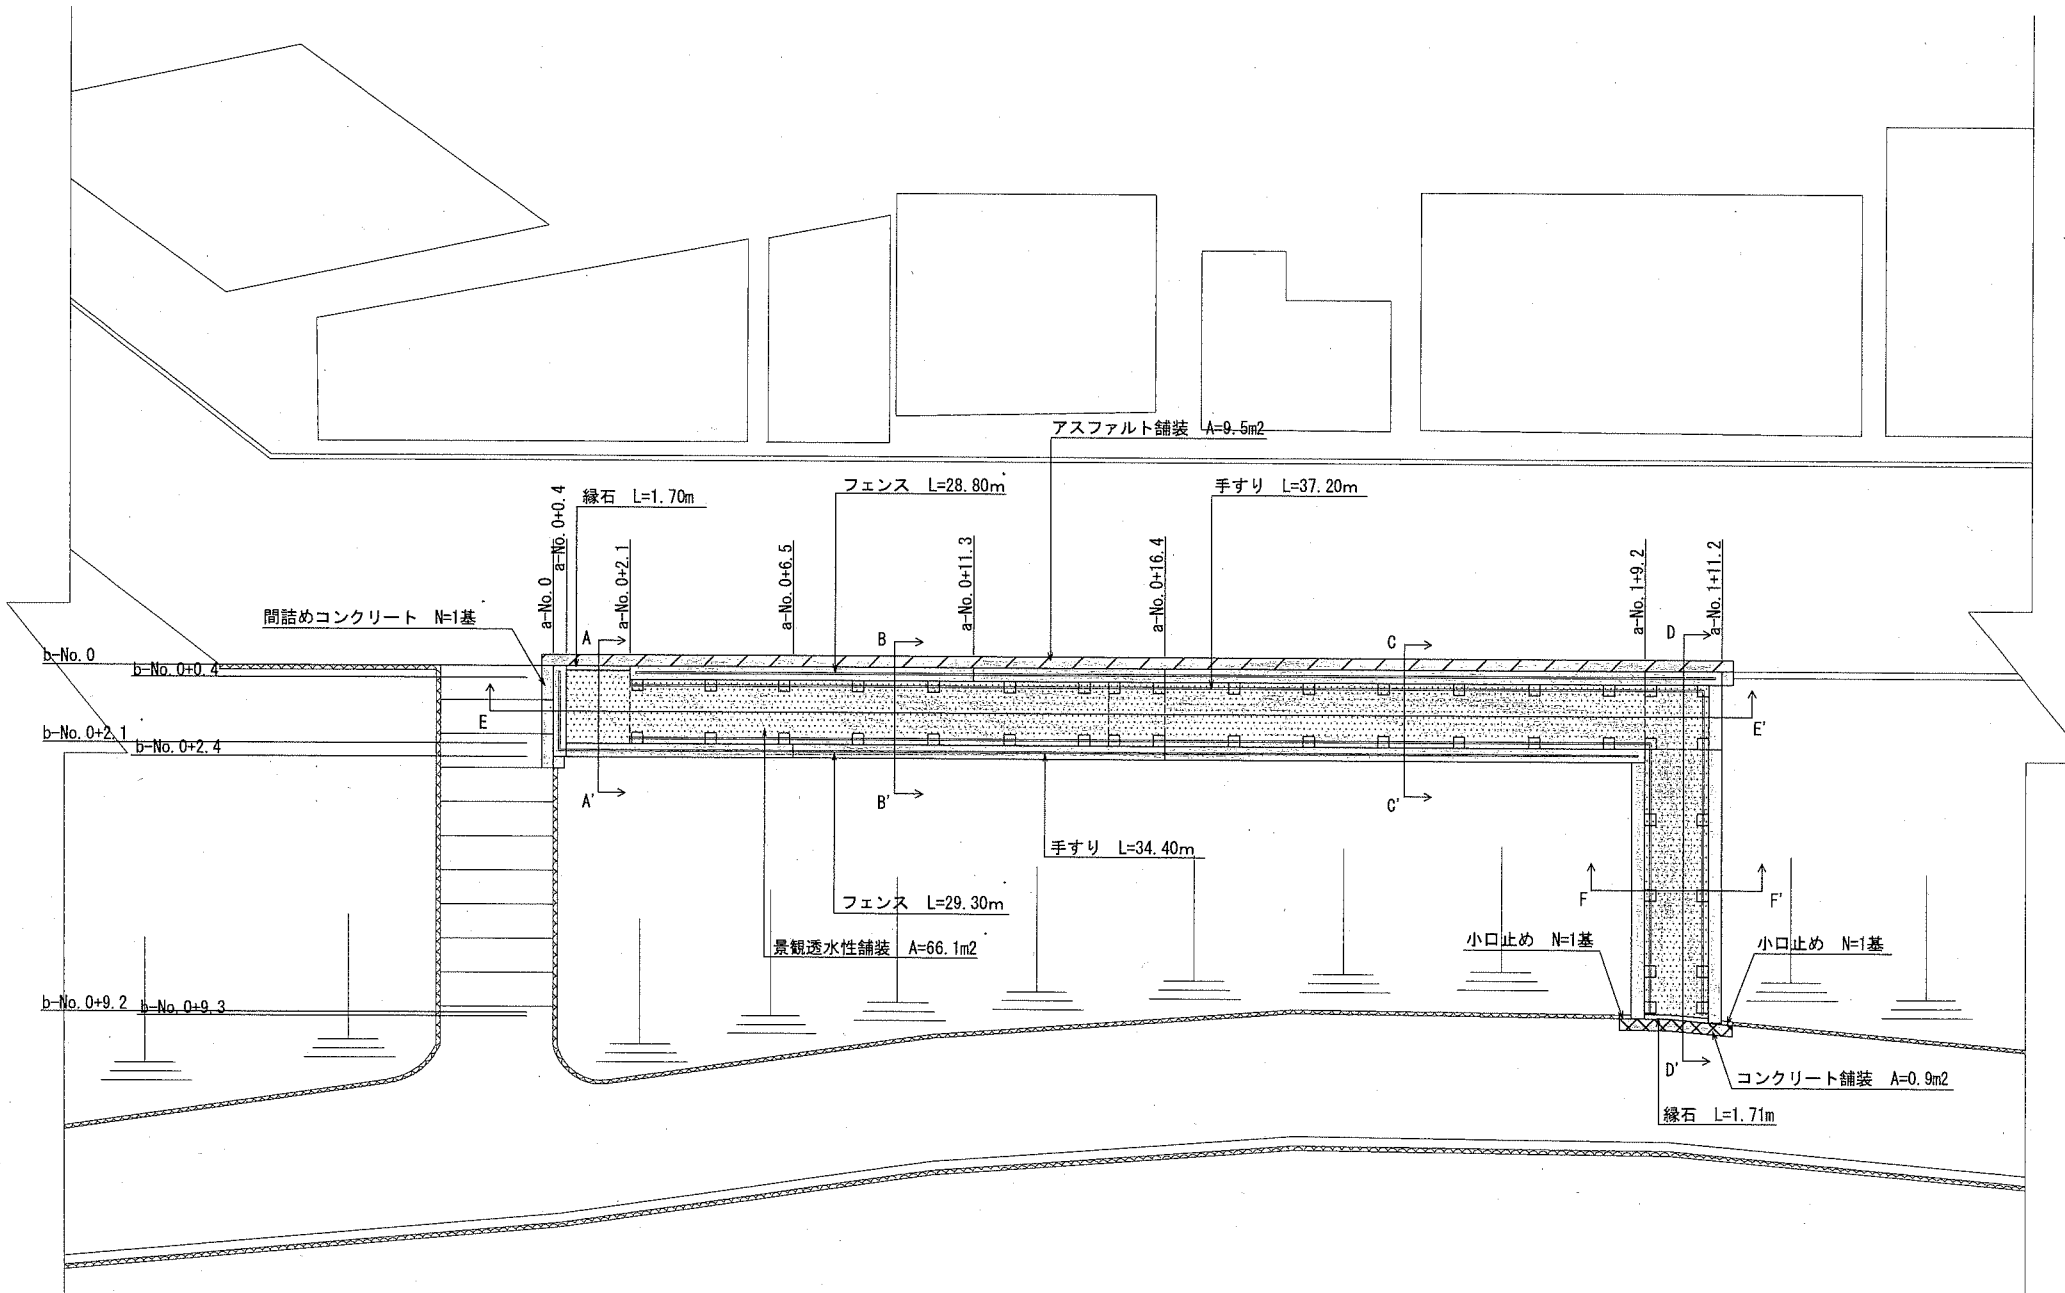 アスファルト舗装 A=9.5m2
フェンス L=28.80m
手すり L=37.20m
縁石 L=1.70m
a-No.0
a-No.0+0.4
a-No.0+2.1
a-No.0+6.5
a-No.0+11.3
a-No.0+16.4
a-No.1+9.2
a-No.1+11.2
間詰めコンクリート N=1基
A
B
C
D
b-No.0
b-No.0+0.4
E
E'
b-No.0+2.1
b-No.0+2.4
A'
B'
C'
手すり L=34.40m
フェンス L=29.30m
F
F'
景観透水性舗装 A=66.1m2
小口止め N=1基
小口止め N=1基
b-No.0+9.2
b-No.0+9.3
D'
コンクリート舗装 A=0.9m2
縁石 L=1.71m